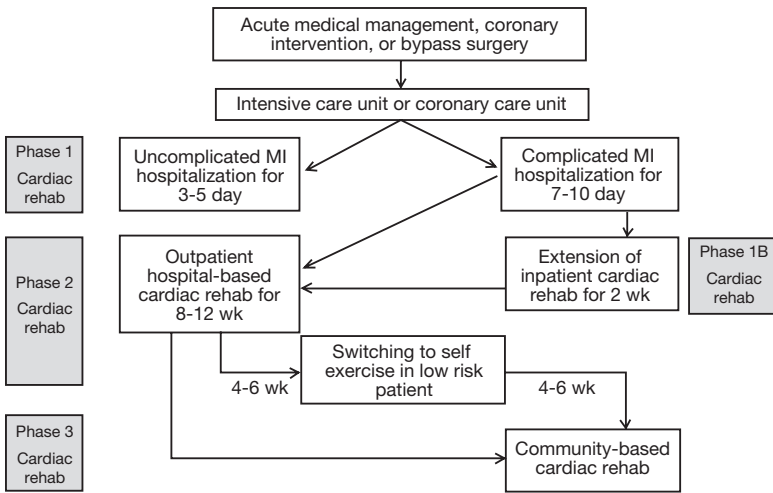 Acute medical management, coronary
intervention, or bypass surgery
Intensive care unit or coronary care unit
Phase 1
Cardiac
rehab
Uncomplicated MI
hospitalization for
3-5 day
Complicated MI
hospitalization for
7-10 day
Phase 2
Cardiac
rehab
Outpatient
hospital-based
cardiac rehab for
8-12 wk
Extension of
inpatient cardiac
rehab for 2 wk
Phase 1B
Cardiac
rehab
4-6 wk
Switching to self
exercise in low risk
patient
4-6 wk
Phase 3
Cardiac
rehab
Community-based
cardiac rehab